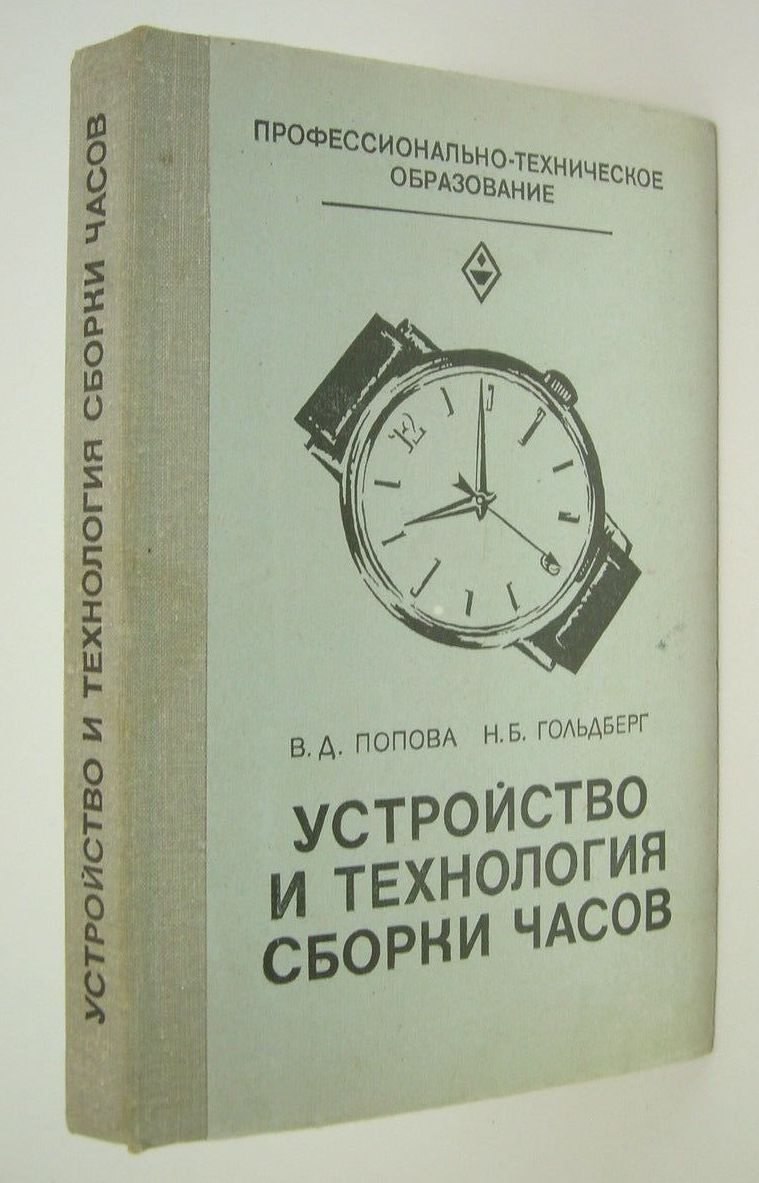 УСТРОЙСТВО И ТЕХНОЛОГИЯ СБОРКИ ЧАСОВ
ПРОФЕССИОНАЛЬНО-ТЕХНИЧЕСКОЕ
ОБРАЗОВАНИЕ
12
В. Д. ПОПОВА Н. Б. ГОЛЬДБЕРГ
УСТРОЙСТВО
И ТЕХНОЛОГИЯ
СБОРКИ ЧАСОВ